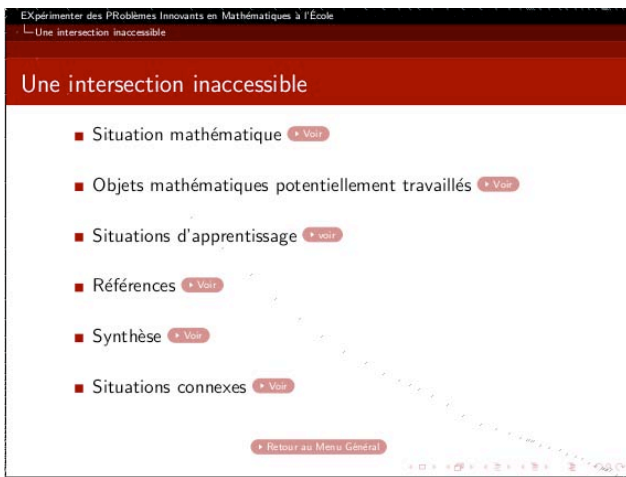 EXpérimenter des PRoblèmes Innovants en Mathématiques à l'École
Une intersection inaccessible
Une intersection inaccessible
Situation mathématique Voir
Objets mathématiques potentiellement travaillés Voir
Situations d'apprentissage voir
Références Voir
Synthèse Voir
Situations connexes Voir
Retour au Menu Général